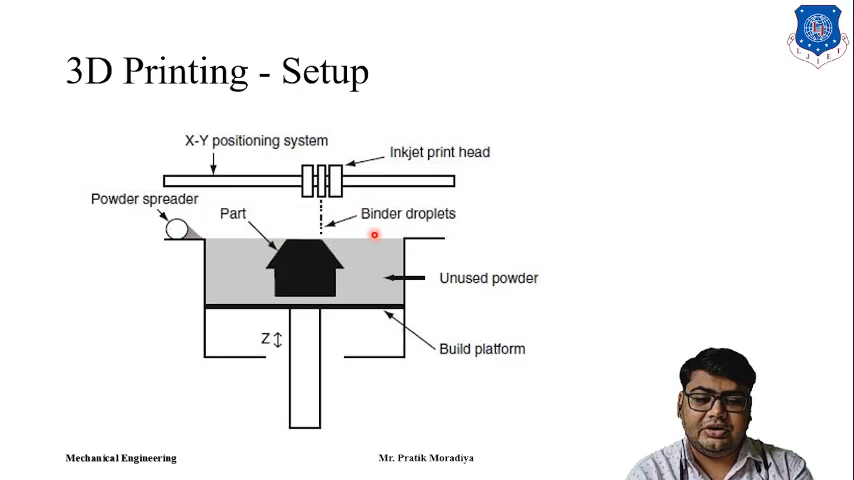 3D Printing - Setup
X-Y positioning system
Inkjet print head
Powder spreader
Part
Binder droplets
Unused powder
Z
Build platform
Mechanical Engineering
Mr. Pratik Moradiya
LJIET